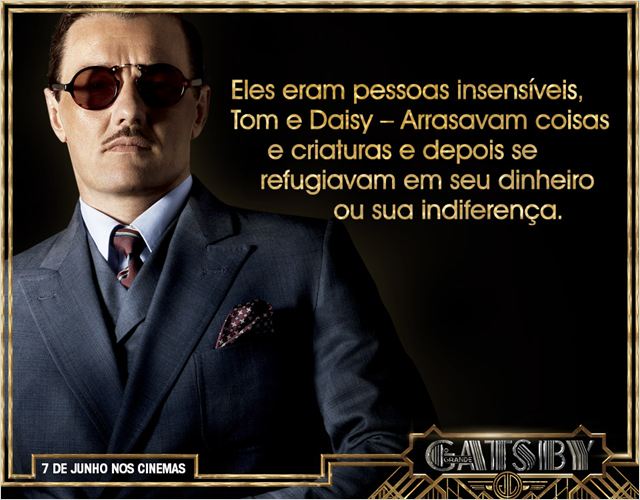 Eles eram pessoas insensíveis,
Tom e Daisy – Arrasavam coisas
e criaturas e depois se
refugiavam em seu dinheiro
ou sua indiferença.
7 DE JUNHO NOS CINEMAS
O GRANDE
GATSBY